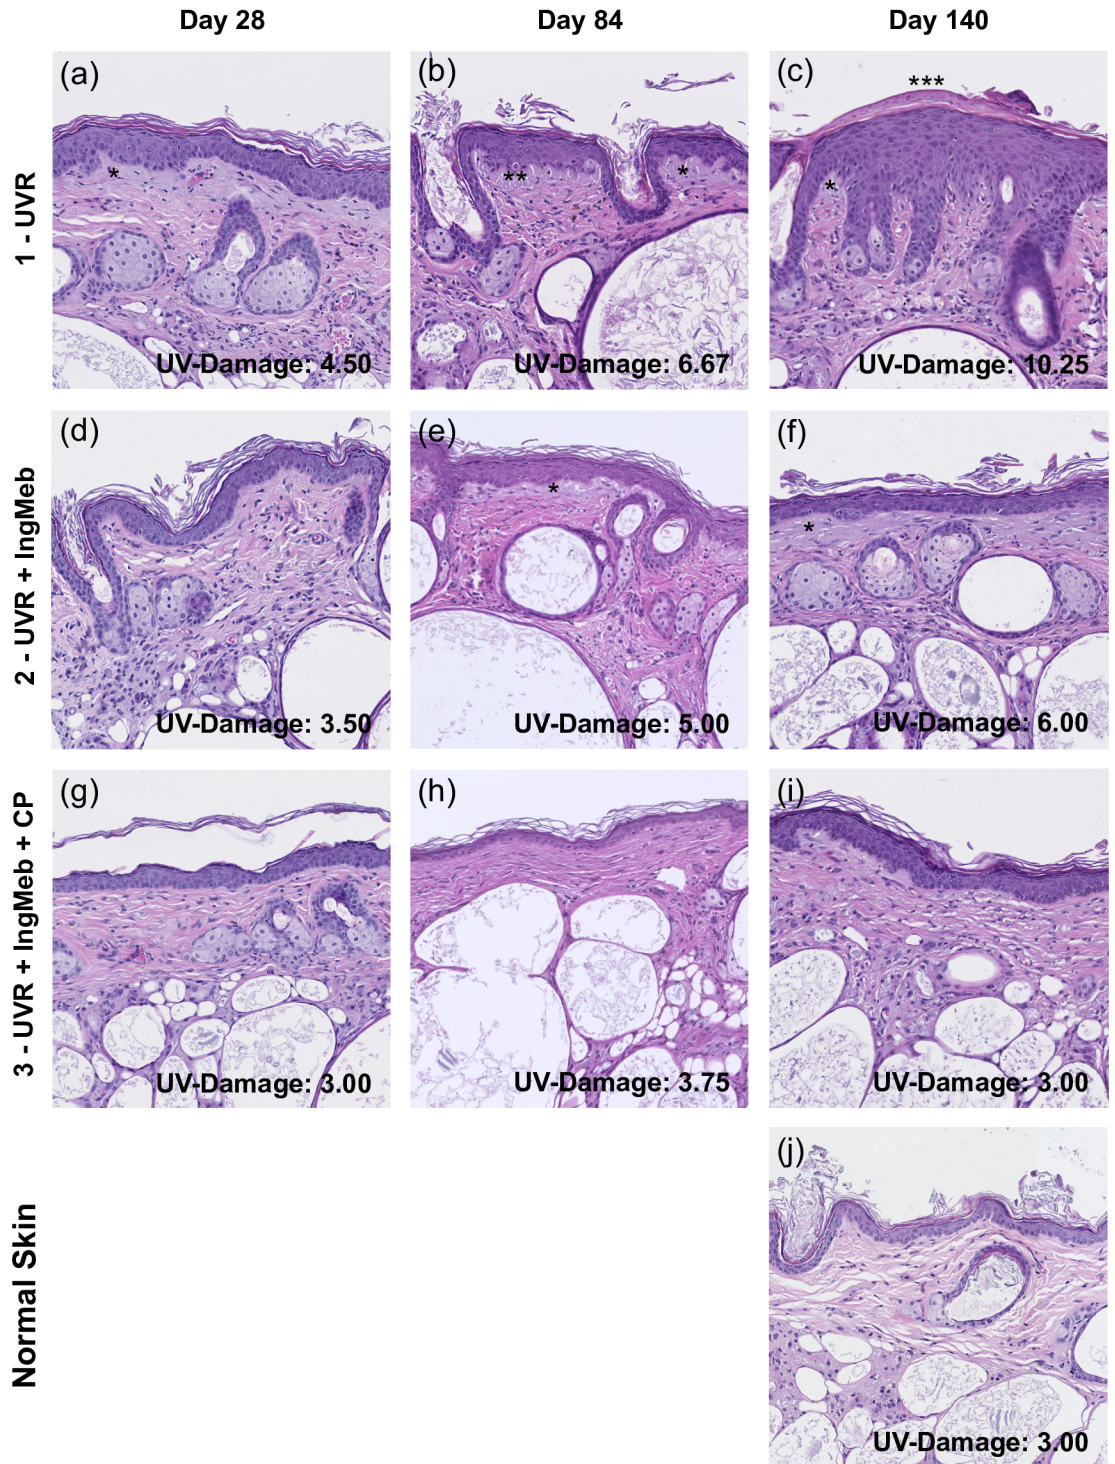 Day 28
Day 84
Day 140
1 - UVR
(a)
*
UV-Damage: 4.50
(b)
**
*
UV-Damage: 6.67
(c)
***
*
UV-Damage: 10.25
2 - UVR + IngMeb
(d)
UV-Damage: 3.50
(e)
*
UV-Damage: 5.00
(f)
*
UV-Damage: 6.00
3 - UVR + IngMeb + CP
(g)
UV-Damage: 3.00
(h)
UV-Damage: 3.75
(i)
UV-Damage: 3.00
Normal Skin
(j)
UV-Damage: 3.00